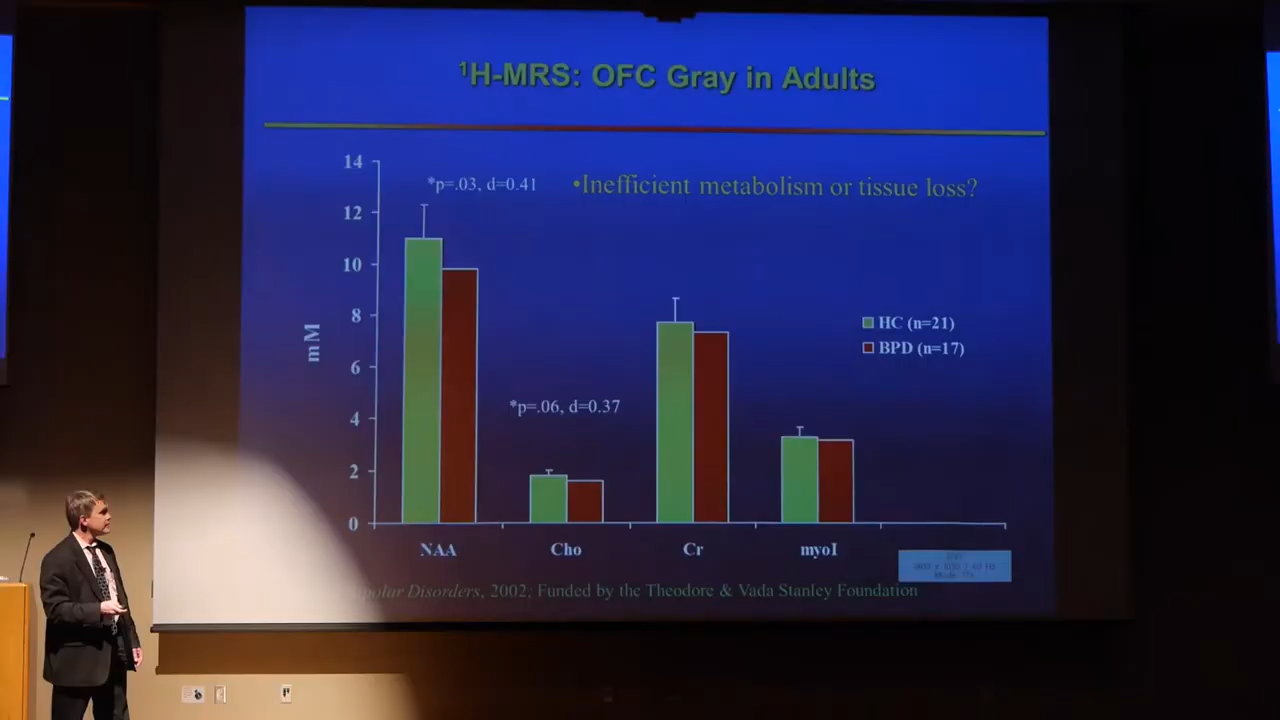 ¹H-MRS: OFC Gray in Adults
14
*p=.03, d=0.41
•Inefficient metabolism or tissue loss?
12
10
8
HC (n=21)
mM
BPD (n=17)
6
4
*p=.06, d=0.37
2
0
NAA Cho Cr myoI
polar Disorders, 2002; Funded by the Theodore & Vada Stanley Foundation